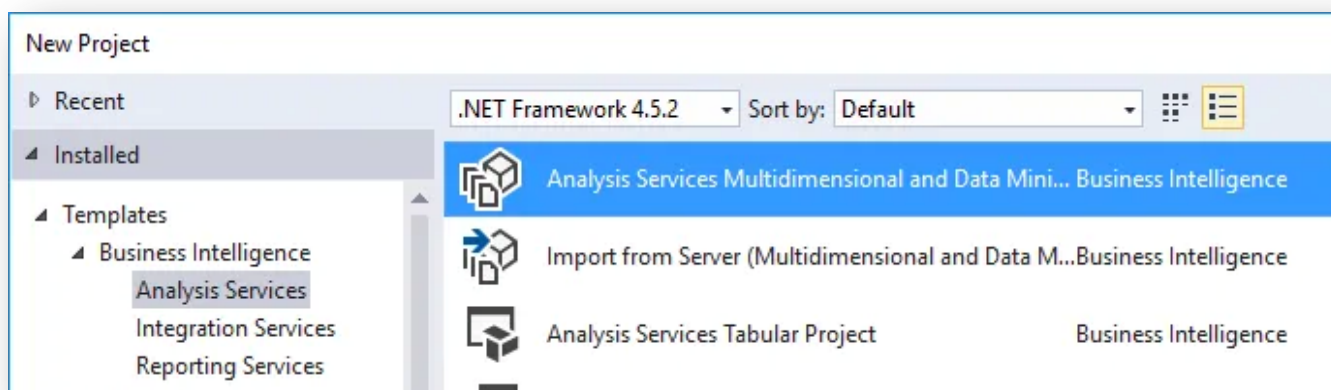 New Project
Recent
Installed
Templates
Business Intelligence
Analysis Services
Integration Services
Reporting Services
.NET Framework 4.5.2 Sort by: Default
Analysis Services Multidimensional and Data Mini... Business Intelligence
Import from Server (Multidimensional and Data M... Business Intelligence
Analysis Services Tabular Project Business Intelligence